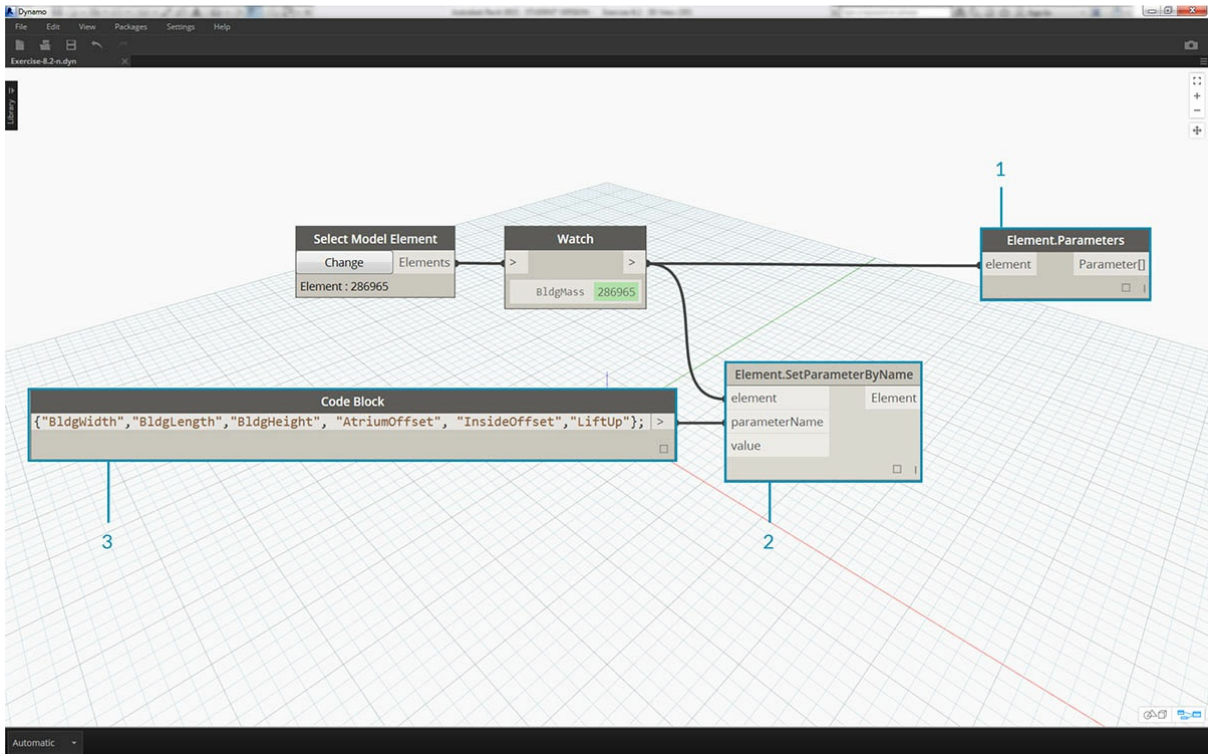 Dynamo
File Edit View Packages Settings Help
Exercise-8.2-n.dyn
Library
1
Select Model Element
Change Elements
Element : 286965
Watch
> >
BldgMass 286965
Element.Parameters
element Parameter[]
Element.SetParameterByName
element Element
parameterName
value
Code Block
{"BldgWidth","BldgLength","BldgHeight", "AtriumOffset", "InsideOffset","LiftUp"}; >
3
2
Automatic